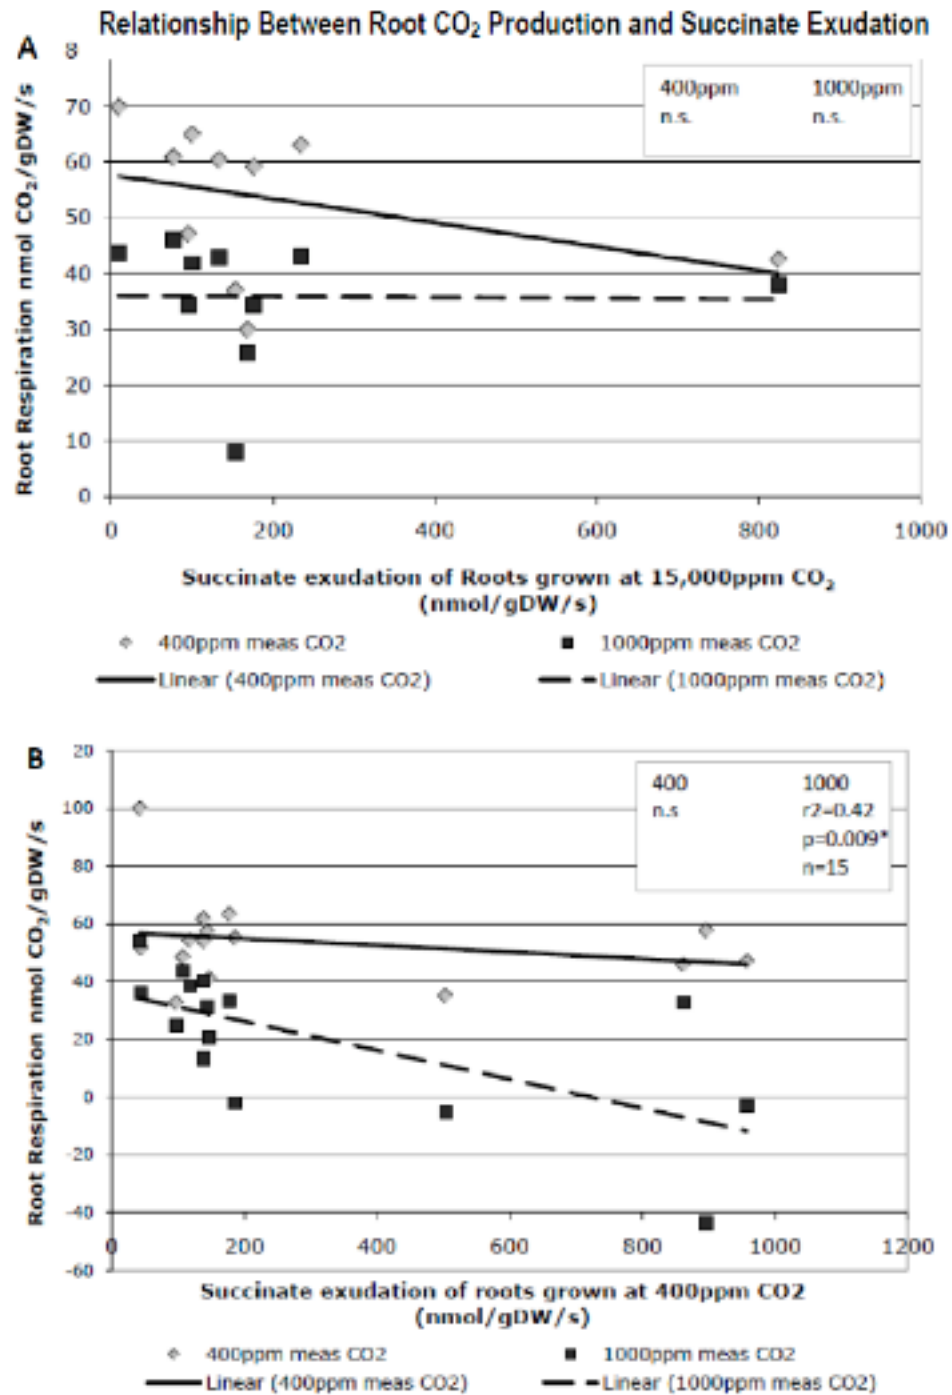 Relationship Between Root CO₂ Production and Succinate Exudation
A
8
70
60
50
40
30
20
10
0
Root Respiration nmol CO₂/gDW/s
400ppm 1000ppm
n.s. n.s.
0 200 400 600 800 1000
Succinate exudation of Roots grown at 15,000ppm CO₂
(nmol/gDW/s)
400ppm meas CO2 1000ppm meas CO2
Linear (400ppm meas CO2) Linear (1000ppm meas CO2)
B
20
100
80
60
40
20
0
-20
-40
-60
Root Respiration nmol CO₂/gDW/s
400 1000
n.s r2=0.42
p=0.009*
n=15
0 200 400 600 800 1000 1200
Succinate exudation of roots grown at 400ppm CO2
(nmol/gDW/s)
400ppm meas CO2 1000ppm meas CO2
Linear (400ppm meas CO2) Linear (1000ppm meas CO2)